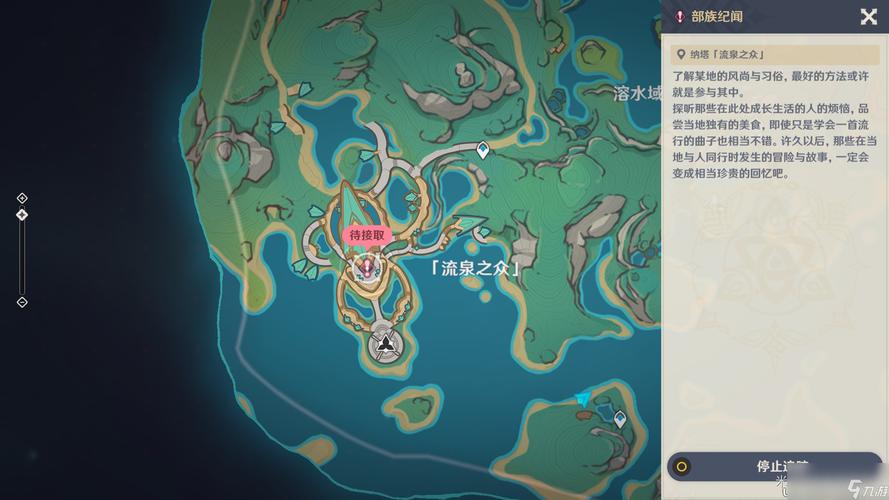 部族纪闻
纳塔「流泉之众」
了解某地的风尚与习俗，最好的方法或许
就是参与其中。
探听那些在此处成长生活的人的烦恼，品
尝当地独有的美食，即使只是学会一首流
行的曲子也相当不错。许久以后，那些在当
地与人同行时发生的冒险与故事，一定会
变成相当珍贵的回忆吧。
溶水域
待接取
「流泉之众」
停止追踪
九游